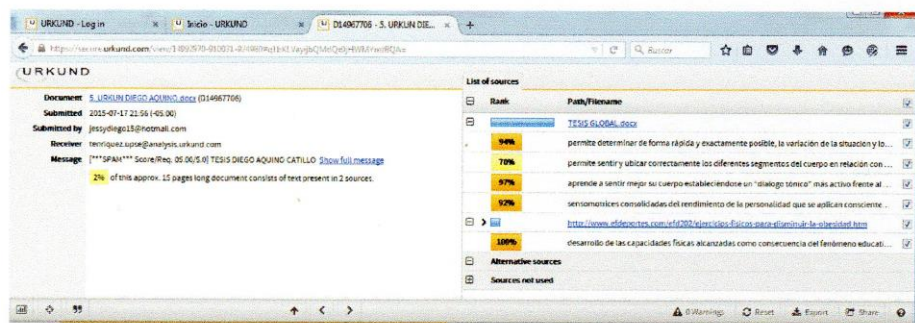 URKUND - Log in
Inicio - URKUND
D14967706 - 5. URKUN DIE...
Buscar
URKUND
Document 5. URKUN DIEGO AQUINO.docx (D14967706)
Submitted 2015-07-17 21:56 (-05:00)
Submitted by jessydiego15@hotmail.com
Receiver tenriquez.upse@analysis.urkund.com
Message [***SPAM*** Score/Req. 05.00/5.0] TESIS DIEGO AQUINO CATILLO Show full message
2% of this approx. 15 pages long document consists of text present in 2 sources.
List of sources
Rank Path/Filename
TESIS GLOBAL.docx
94% permite determinar de forma rápida y exactamente posible, la variación de la situación y lo...
70% permite sentir y ubicar correctamente los diferentes segmentos del cuerpo en relación con ...
97% aprende a sentir mejor su cuerpo estableciéndose un "dialogo tónico" más activo frente al ...
92% sensomotrices consolidadas del rendimiento de la personalidad que se aplican consciente ...
http://www.efdeportes.com/efd202/ejercicios-fisicos-para-disminuir-la-obesidad.htm
100% desarrollo de las capacidades físicas alcanzadas como consecuencia del fenómeno educati...
Alternative sources
Sources not used
0 Warnings Reset Export Share